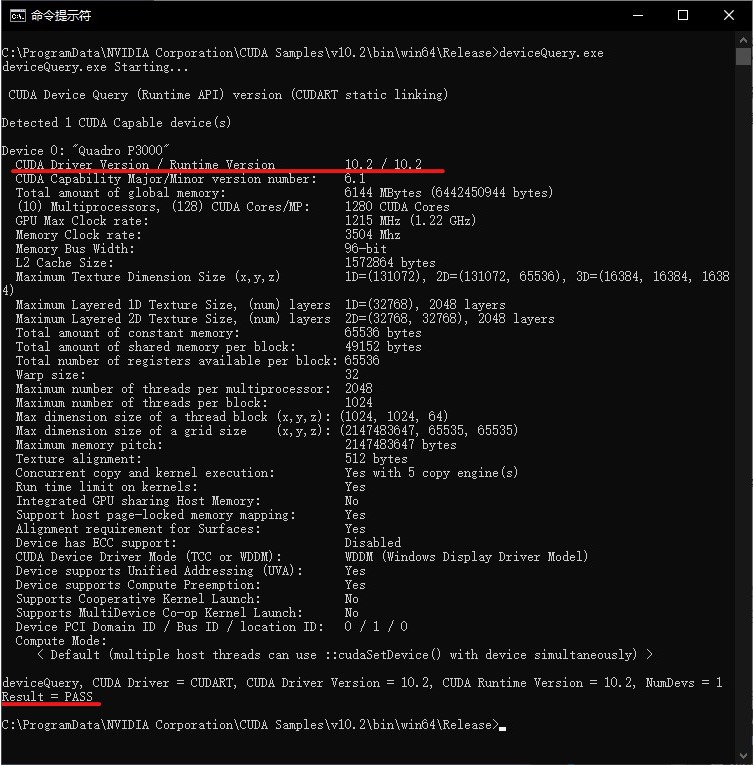 命令提示符
C:\ProgramData\NVIDIA Corporation\CUDA Samples\v10.2\bin\win64\Release>deviceQuery.exe
deviceQuery.exe Starting...
CUDA Device Query (Runtime API) version (CUDART static linking)
Detected 1 CUDA Capable device(s)
Device 0: "Quadro P3000"
CUDA Driver Version / Runtime Version 10.2 / 10.2
CUDA Capability Major/Minor version number: 6.1
Total amount of global memory: 6144 MBytes (6442450944 bytes)
(10) Multiprocessors, (128) CUDA Cores/MP: 1280 CUDA Cores
GPU Max Clock rate: 1215 MHz (1.22 GHz)
Memory Clock rate: 3504 Mhz
Memory Bus Width: 96-bit
L2 Cache Size: 1572864 bytes
Maximum Texture Dimension Size (x,y,z) 1D=(131072), 2D=(131072, 65536), 3D=(16384, 16384, 1638
4)
Maximum Layered 1D Texture Size, (num) layers 1D=(32768), 2048 layers
Maximum Layered 2D Texture Size, (num) layers 2D=(32768, 32768), 2048 layers
Total amount of constant memory: 65536 bytes
Total amount of shared memory per block: 49152 bytes
Total number of registers available per block: 65536
Warp size: 32
Maximum number of threads per multiprocessor: 2048
Maximum number of threads per block: 1024
Max dimension size of a thread block (x,y,z): (1024, 1024, 64)
Max dimension size of a grid size (x,y,z): (2147483647, 65535, 65535)
Maximum memory pitch: 2147483647 bytes
Texture alignment: 512 bytes
Concurrent copy and kernel execution: Yes with 5 copy engine(s)
Run time limit on kernels: Yes
Integrated GPU sharing Host Memory: No
Support host page-locked memory mapping: Yes
Alignment requirement for Surfaces: Yes
Device has ECC support: Disabled
CUDA Device Driver Mode (TCC or WDDM): WDDM (Windows Display Driver Model)
Device supports Unified Addressing (UVA): Yes
Device supports Compute Preemption: Yes
Supports Cooperative Kernel Launch: No
Supports MultiDevice Co-op Kernel Launch: No
Device PCI Domain ID / Bus ID / location ID: 0 / 1 / 0
Compute Mode:
< Default (multiple host threads can use ::cudaSetDevice() with device simultaneously) >
deviceQuery, CUDA Driver = CUDART, CUDA Driver Version = 10.2, CUDA Runtime Version = 10.2, NumDevs = 1
Result = PASS
C:\ProgramData\NVIDIA Corporation\CUDA Samples\v10.2\bin\win64\Release>